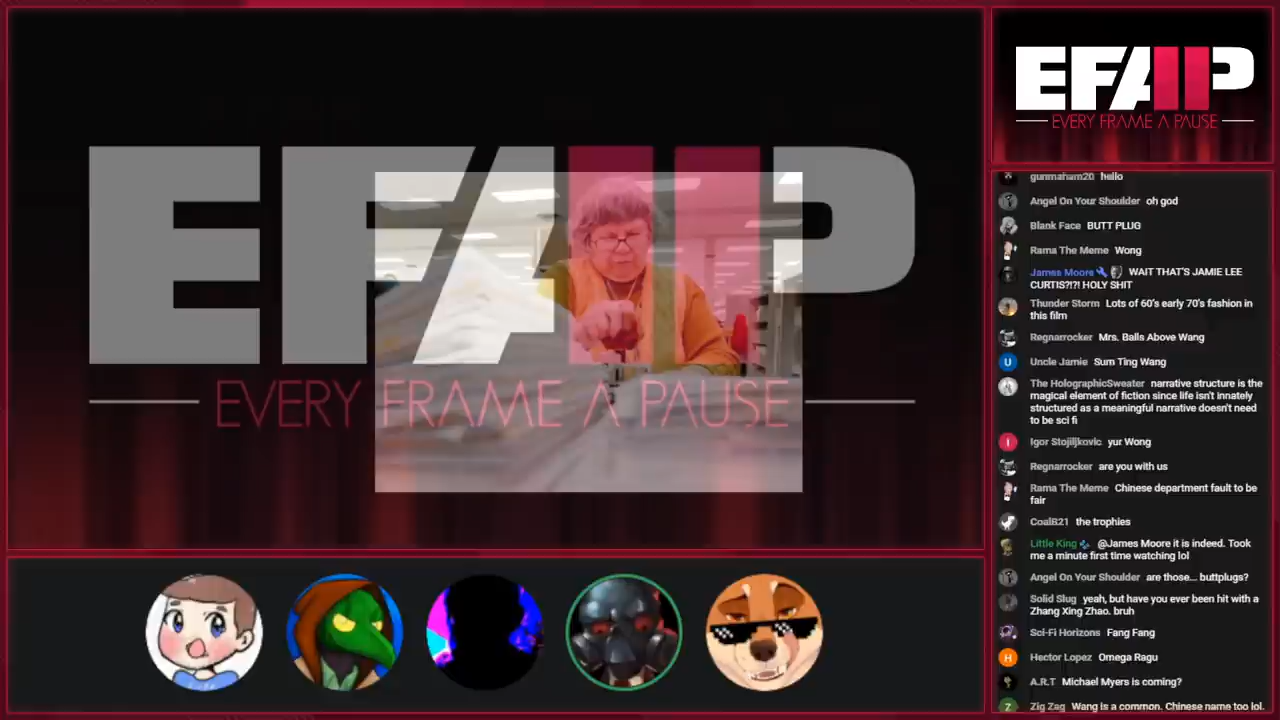 EFAP
EVERY FRAME A PAUSE
EFAP
EVERY FRAME A PAUSE
gunmaham20 hello
Angel On Your Shoulder oh god
Blank Face BUTT PLUG
Rama The Meme Wong
James Moore WAIT THAT'S JAMIE LEE
CURTIS?!?! HOLY SHIT
Thunder Storm Lots of 60's early 70's fashion in
this film
Regnarrocker Mrs. Balls Above Wang
Uncle Jamie Sum Ting Wang
The HolographicSweater narrative structure is the
magical element of fiction since life isn't innately
structured as a meaningful narrative doesn't need
to be sci fi
Igor Stojiljkovic yur Wong
Regnarrocker are you with us
Rama The Meme Chinese department fault to be
fair
Coal821 the trophies
Little King @James Moore it is indeed. Took
me a minute first time watching lol
Angel On Your Shoulder are those... buttplugs?
Solid Slug yeah, but have you ever been hit with a
Zhang Xing Zhao. bruh
Sci-Fi Horizons Fang Fang
Hector Lopez Omega Ragu
A.R.T Michael Myers is coming?
Zig Zag Wang is a common. Chinese name too lol.